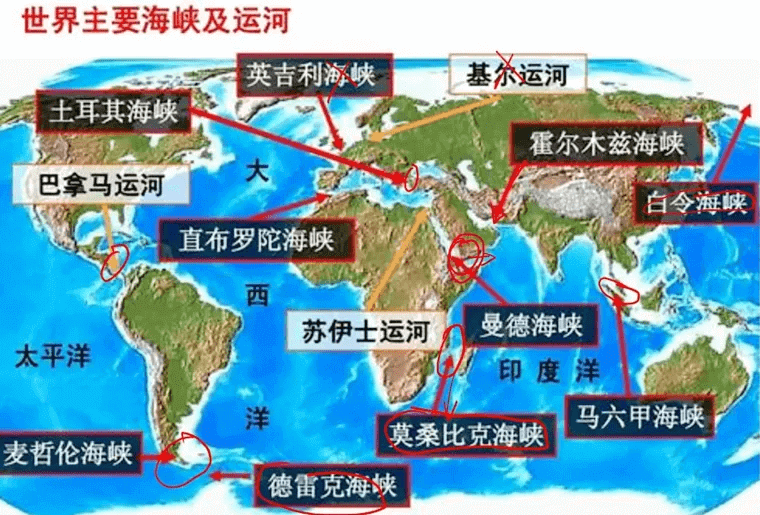 世界主要海峡及运河
英吉利海峡
基尔运河
土耳其海峡
霍尔木兹海峡
大
巴拿马运河
白令海峡
直布罗陀海峡
西
苏伊士运河
曼德海峡
太平洋
印度洋
洋
莫桑比克海峡
马六甲海峡
麦哲伦海峡
德雷克海峡